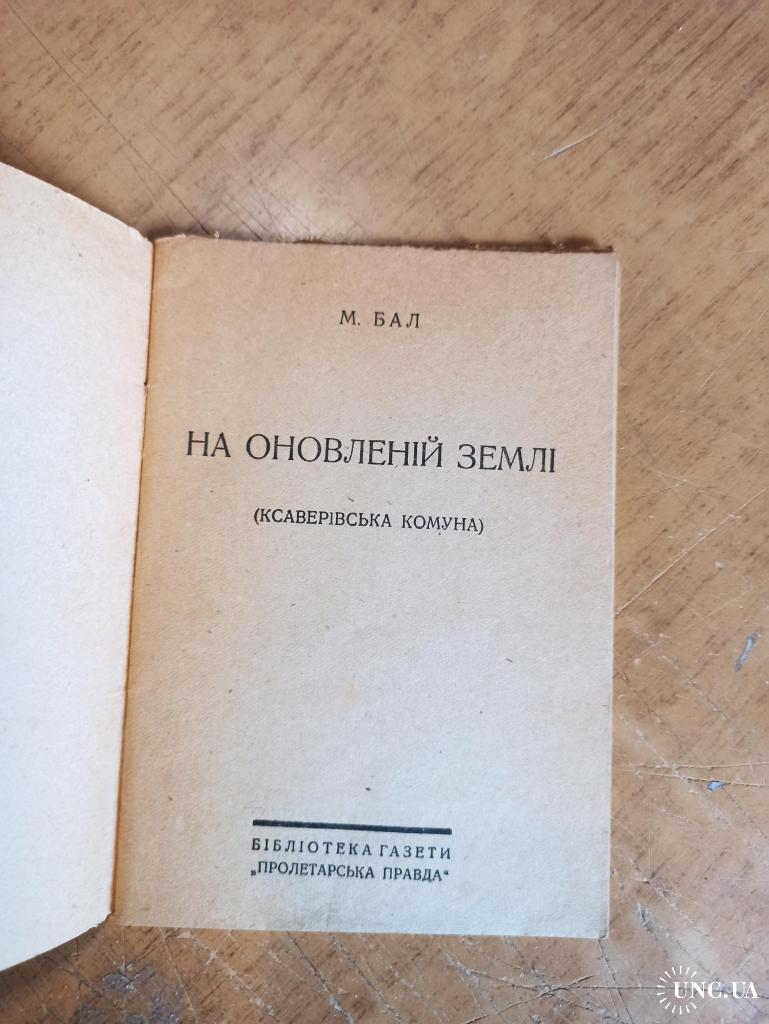 М. БАЛ
НА ОНОВЛЕНІЙ ЗЕМЛІ
(КСАВЕРІВСЬКА КОМУНА)
БІБЛІОТЕКА ГАЗЕТИ
„ПРОЛЕТАРСЬКА ПРАВДА“
UNC.UA